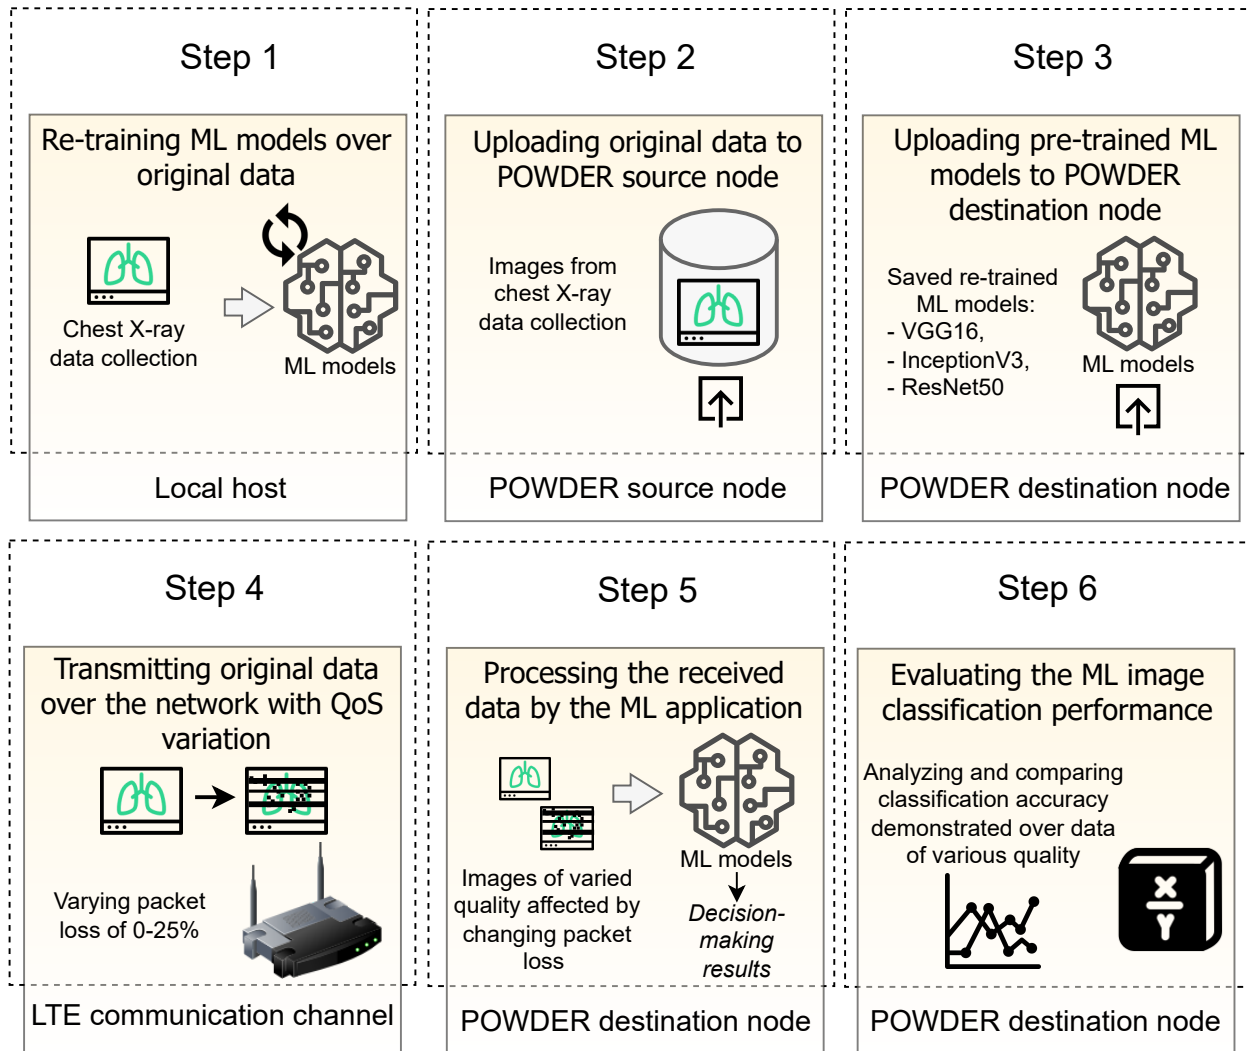 Step 1
Re-training ML models over
original data
Chest X-ray
data collection
ML models
Local host
Step 2
Uploading original data to
POWDER source node
Images from
chest X-ray
data collection
POWDER source node
Step 3
Uploading pre-trained ML
models to POWDER
destination node
Saved re-trained
ML models:
- VGG16,
- InceptionV3,
- ResNet50
ML models
POWDER destination node
Step 4
Transmitting original data
over the network with QoS
variation
Varying packet
loss of 0-25%
LTE communication channel
Step 5
Processing the received
data by the ML application
Images of varied
quality affected by
changing packet
loss
ML models
Decision-
making
results
POWDER destination node
Step 6
Evaluating the ML image
classification performance
Analyzing and comparing
classification accuracy
demonstrated over data
of various quality
X
Y
POWDER destination node